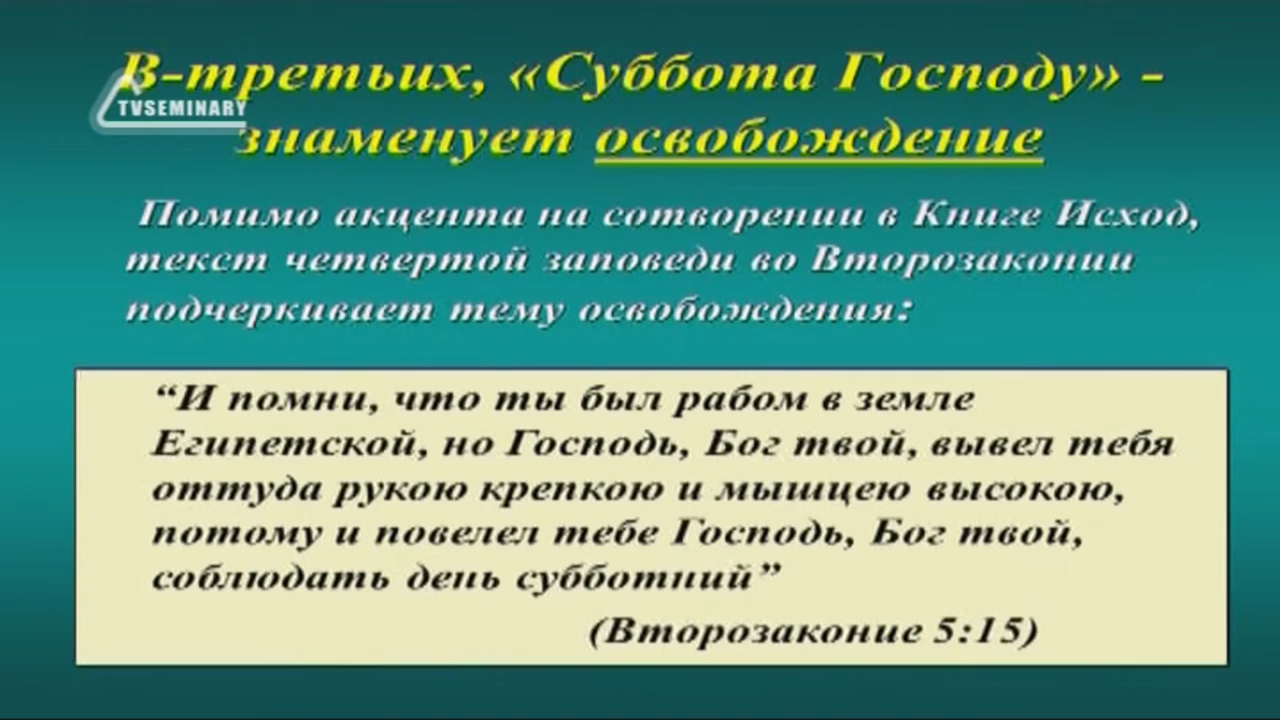 В-третьих, «Суббота Господу» -
TVSEMINARY
знаменует освобождение
Помимо акцента на сотворении в Книге Исход,
текст четвертой заповеди во Второзаконии
подчеркивает тему освобождения:
“И помни, что ты был рабом в земле
Египетской, но Господь, Бог твой, вывел тебя
оттуда рукою крепкою и мышцею высокою,
потому и повелел тебе Господь, Бог твой,
соблюдать день субботний”
(Второзаконие 5:15)